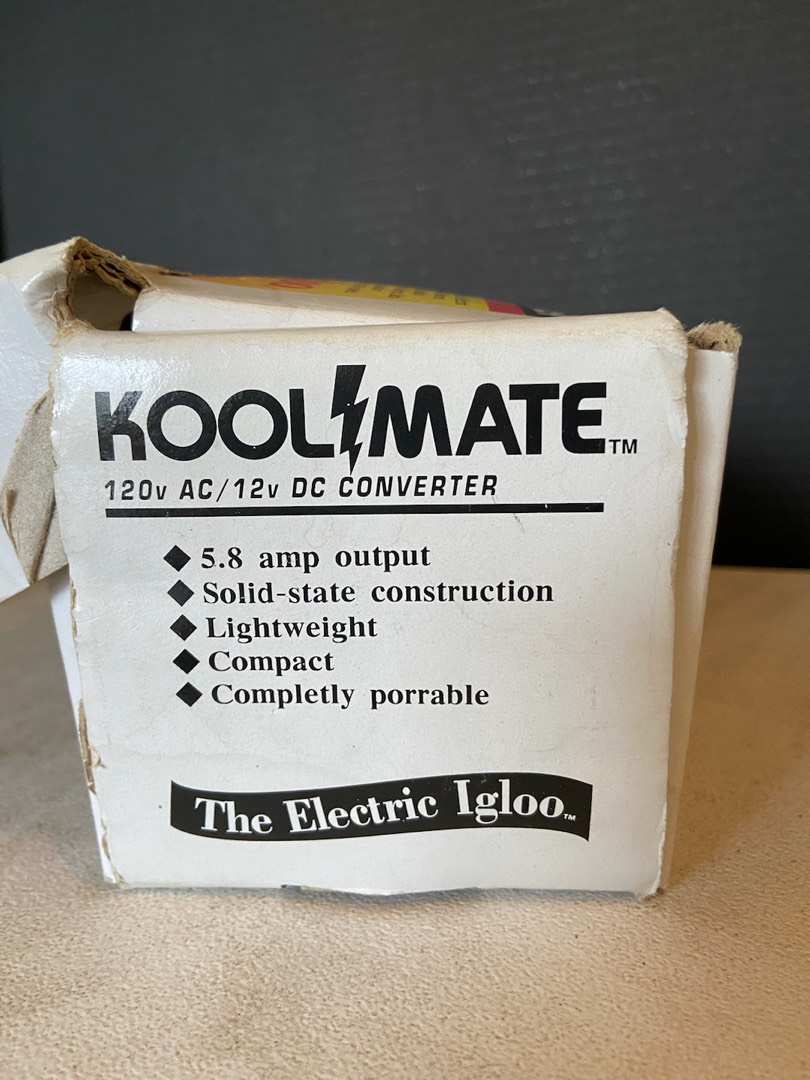 KOOLMATE™
120v AC/12v DC CONVERTER
◆ 5.8 amp output
◆ Solid-state construction
◆ Lightweight
◆ Compact
◆ Completly porrable
The Electric Igloo™